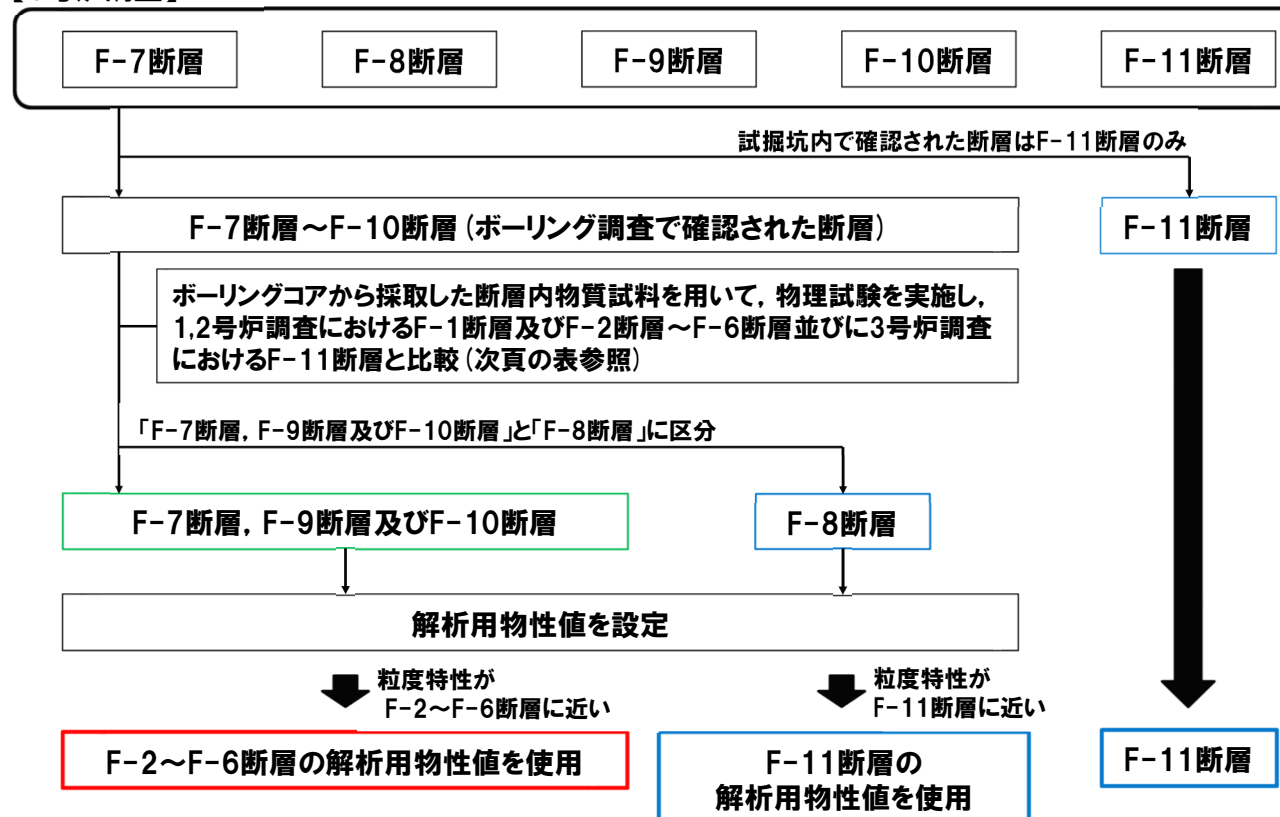 F-7断層
F-8断層
F-9断層
F-10断層
F-11断層
試掘坑内で確認された断層はF-11断層のみ
F-7断層～F-10断層(ボーリング調査で確認された断層)
F-11断層
ボーリングコアから採取した断層内物質試料を用いて，物理試験を実施し，
1,2号炉調査におけるF-1断層及びF-2断層～F-6断層並びに3号炉調査
におけるF-11断層と比較(次頁の表参照)
「F-7断層，F-9断層及びF-10断層」と「F-8断層」に区分
F-7断層，F-9断層及びF-10断層
F-8断層
解析用物性値を設定
粒度特性が
F-2～F-6断層に近い
粒度特性が
F-11断層に近い
F-2～F-6断層の解析用物性値を使用
F-11断層の
解析用物性値を使用
F-11断層